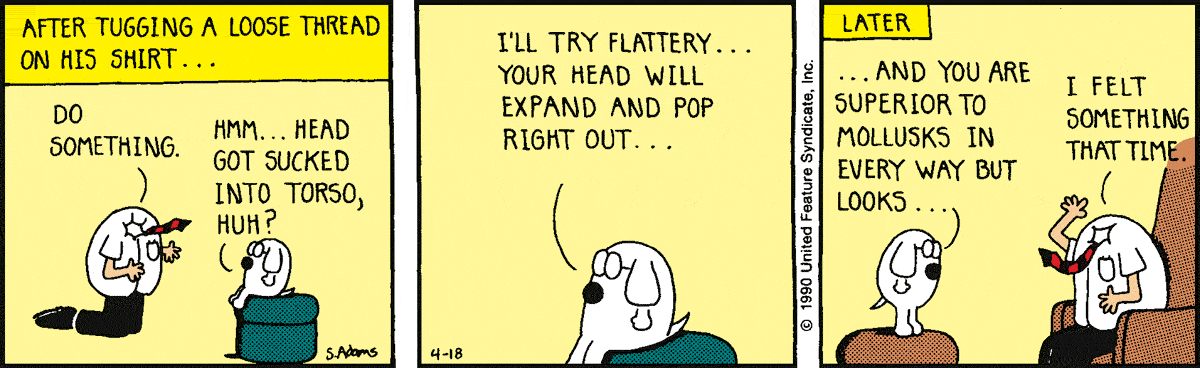 AFTER TUGGING A LOOSE THREAD
ON HIS SHIRT...
DO
SOMETHING.
HMM... HEAD
GOT SUCKED
INTO TORSO,
HUH?
S.Adams
I'LL TRY FLATTERY...
YOUR HEAD WILL
EXPAND AND POP
RIGHT OUT...
4-18
© 1990 United Feature Syndicate, Inc.
LATER
...AND YOU ARE
SUPERIOR TO
MOLLUSKS IN
EVERY WAY BUT
LOOKS...
I FELT
SOMETHING
THAT TIME.